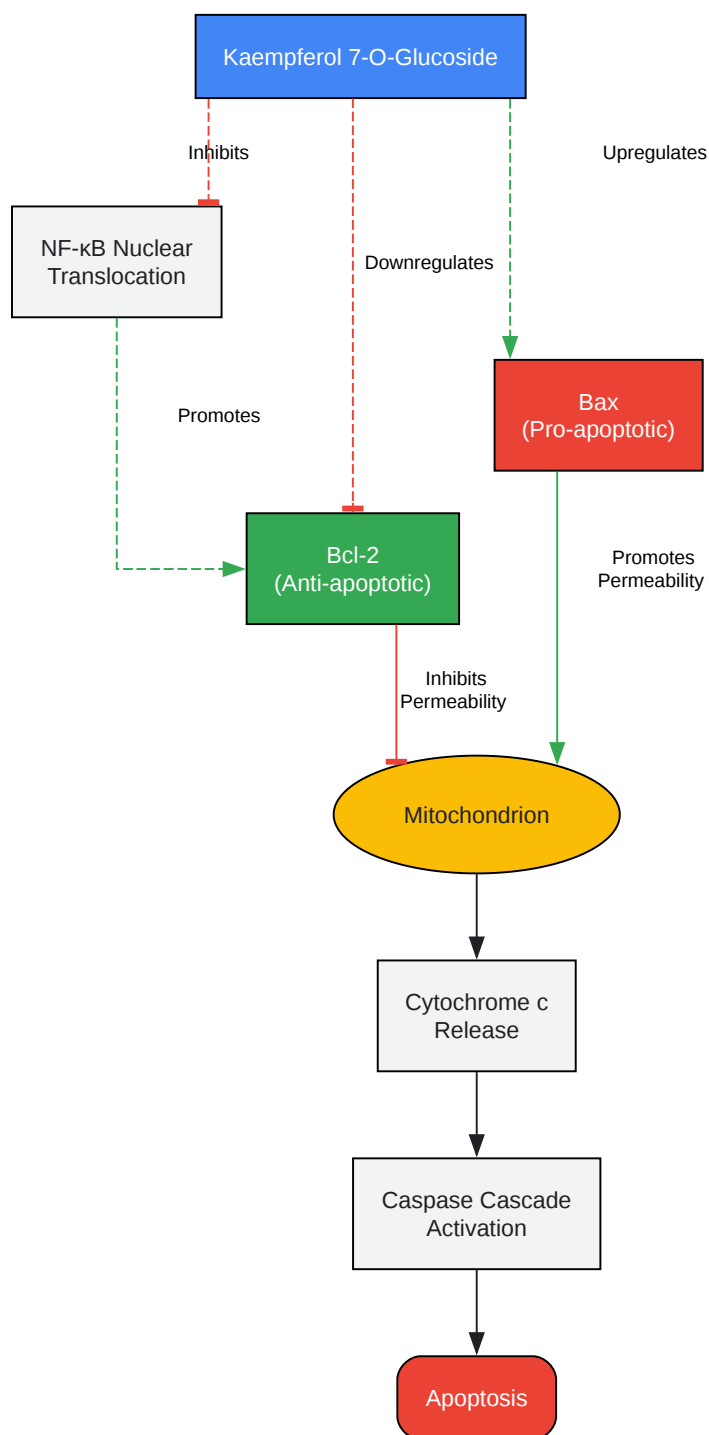 Kaempferol 7-O-Glucoside
Inhibits
Upregulates
NF-κB Nuclear
Translocation
Downregulates
Bax
(Pro-apoptotic)
Promotes
Bcl-2
(Anti-apoptotic)
Promotes
Permeability
Inhibits
Permeability
Mitochondrion
Cytochrome c
Release
Caspase Cascade
Activation
Apoptosis